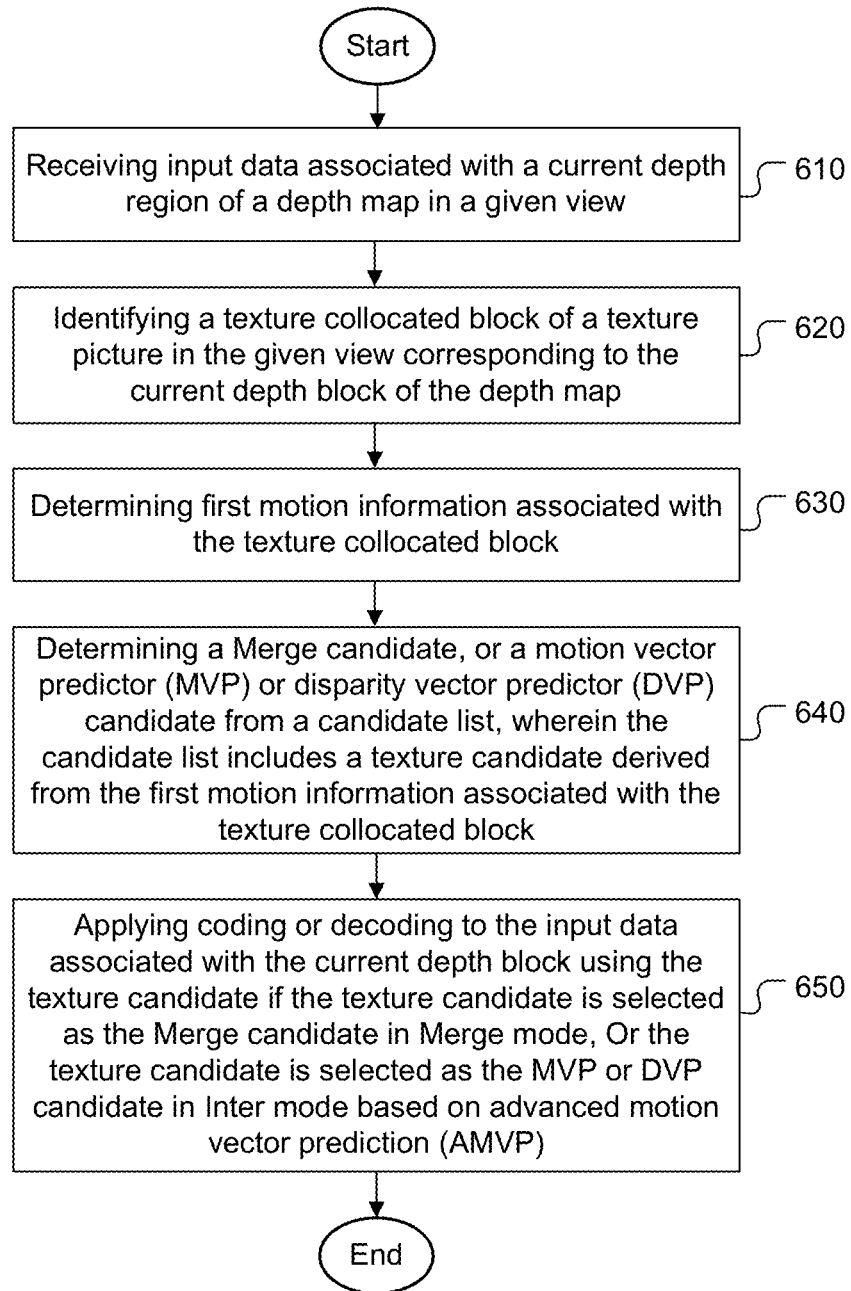 Start
Receiving input data associated with a current depth
region of a depth map in a given view
610
Identifying a texture collocated block of a texture
picture in the given view corresponding to the
current depth block of the depth map
620
Determining first motion information associated with
the texture collocated block
630
Determining a Merge candidate, or a motion vector
predictor (MVP) or disparity vector predictor (DVP)
candidate from a candidate list, wherein the
candidate list includes a texture candidate derived
from the first motion information associated with the
texture collocated block
640
Applying coding or decoding to the input data
associated with the current depth block using the
texture candidate if the texture candidate is selected
as the Merge candidate in Merge mode, Or the
texture candidate is selected as the MVP or DVP
candidate in Inter mode based on advanced motion
vector prediction (AMVP)
650
End